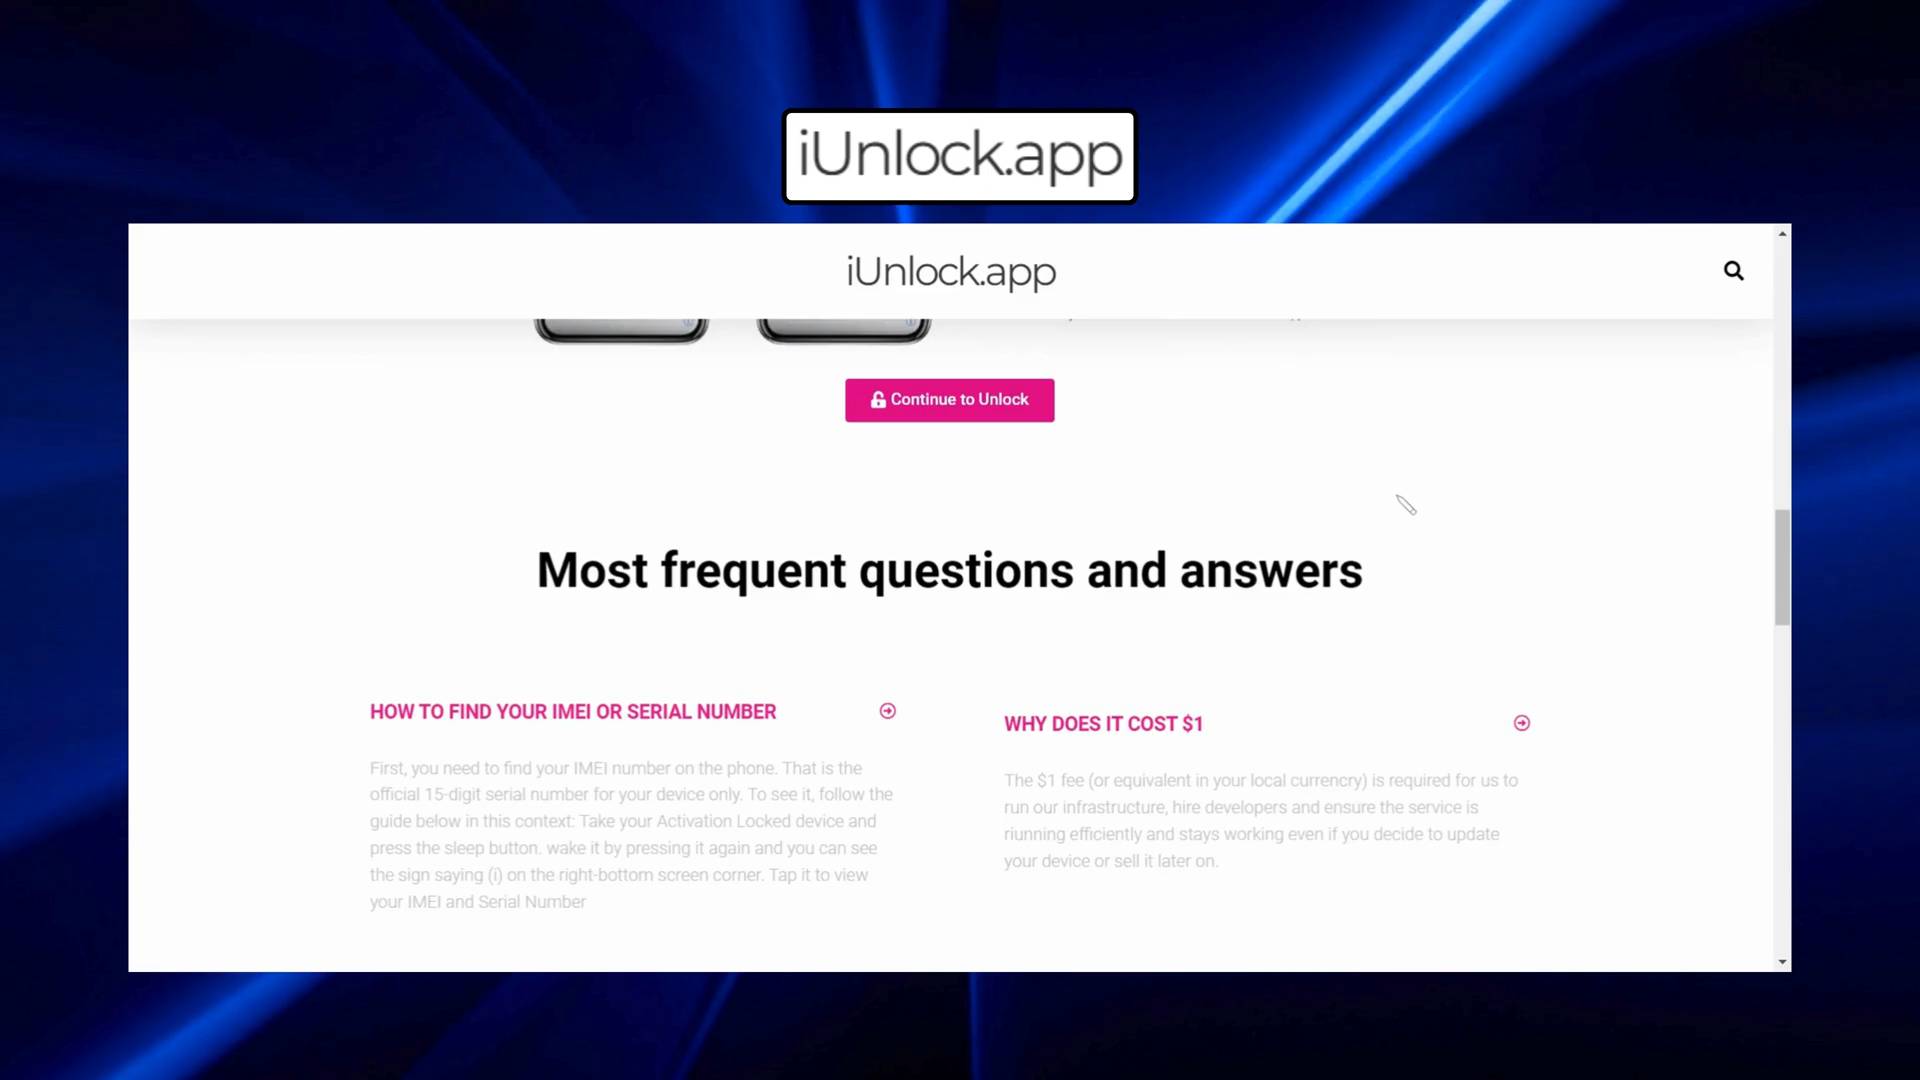 iUnlock.app
iUnlock.app
Continue to Unlock
Most frequent questions and answers
HOW TO FIND YOUR IMEI OR SERIAL NUMBER
First, you need to find your IMEI number on the phone. That is the
official 15-digit serial number for your device only. To see it, follow the
guide below in this context: Take your Activation Locked device and
press the sleep button. wake it by pressing it again and you can see
the sign saying (i) on the right-bottom screen corner. Tap it to view
your IMEI and Serial Number
WHY DOES IT COST $1
The $1 fee (or equivalent in your local currencry) is required for us to
run our infrastructure, hire developers and ensure the service is
riunning efficiently and stays working even if you decide to update
your device or sell it later on.